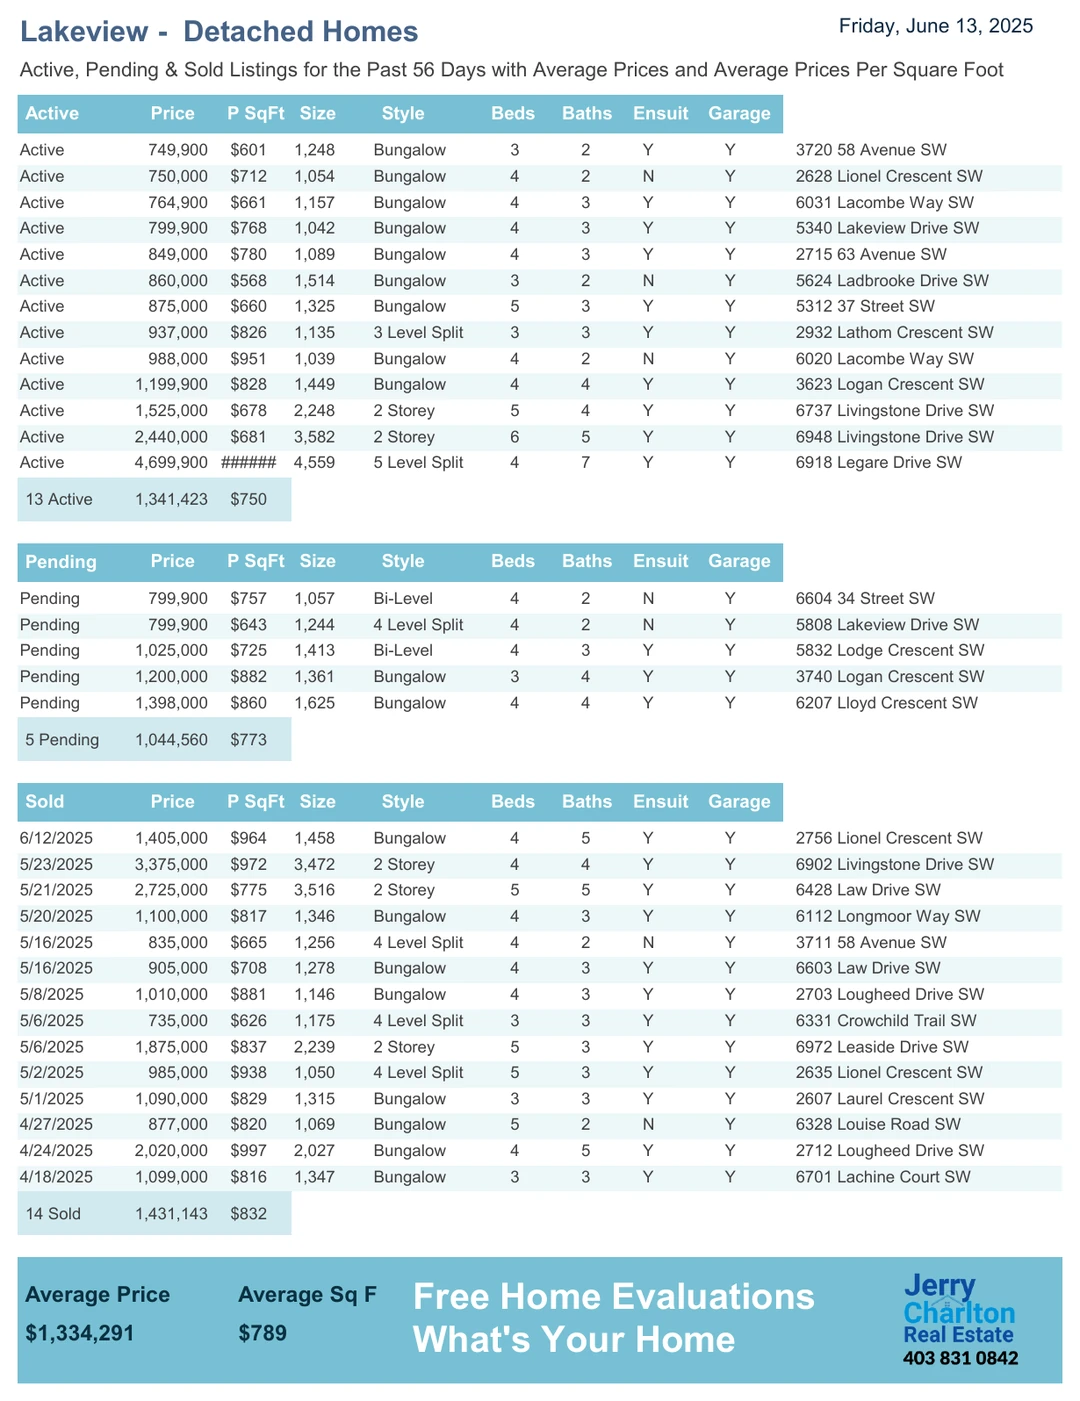 Lakeview -  Detached Homes
Friday, June 13, 2025
Active, Pending & Sold Listings for the Past 56 Days with Average Prices and Average Prices Per Square Foot
Active Price P SqFt Size Style Beds Baths Ensuit Garage
Active 749,900 $601 1,248 Bungalow 3 2 Y Y 3720 58 Avenue SW
Active 750,000 $712 1,054 Bungalow 4 2 N Y 2628 Lionel Crescent SW
Active 764,900 $661 1,157 Bungalow 4 3 Y Y 6031 Lacombe Way SW
Active 799,900 $768 1,042 Bungalow 4 3 Y Y 5340 Lakeview Drive SW
Active 849,000 $780 1,089 Bungalow 4 3 Y Y 2715 63 Avenue SW
Active 860,000 $568 1,514 Bungalow 3 2 N Y 5624 Ladbrooke Drive SW
Active 875,000 $660 1,325 Bungalow 5 3 Y Y 5312 37 Street SW
Active 937,000 $826 1,135 3 Level Split 3 3 Y Y 2932 Lathom Crescent SW
Active 988,000 $951 1,039 Bungalow 4 2 N Y 6020 Lacombe Way SW
Active 1,199,900 $828 1,449 Bungalow 4 4 Y Y 3623 Logan Crescent SW
Active 1,525,000 $678 2,248 2 Storey 5 4 Y Y 6737 Livingstone Drive SW
Active 2,440,000 $681 3,582 2 Storey 6 5 Y Y 6948 Livingstone Drive SW
Active 4,699,900 ###### 4,559 5 Level Split 4 7 Y Y 6918 Legare Drive SW
13 Active 1,341,423 $750
Pending Price P SqFt Size Style Beds Baths Ensuit Garage
Pending 799,900 $757 1,057 Bi-Level 4 2 N Y 6604 34 Street SW
Pending 799,900 $643 1,244 4 Level Split 4 2 N Y 5808 Lakeview Drive SW
Pending 1,025,000 $725 1,413 Bi-Level 4 3 Y Y 5832 Lodge Crescent SW
Pending 1,200,000 $882 1,361 Bungalow 3 4 Y Y 3740 Logan Crescent SW
Pending 1,398,000 $860 1,625 Bungalow 4 4 Y Y 6207 Lloyd Crescent SW
5 Pending 1,044,560 $773
Sold Price P SqFt Size Style Beds Baths Ensuit Garage
6/12/2025 1,405,000 $964 1,458 Bungalow 4 5 Y Y 2756 Lionel Crescent SW
5/23/2025 3,375,000 $972 3,472 2 Storey 4 4 Y Y 6902 Livingstone Drive SW
5/21/2025 2,725,000 $775 3,516 2 Storey 5 5 Y Y 6428 Law Drive SW
5/20/2025 1,100,000 $817 1,346 Bungalow 4 3 Y Y 6112 Longmoor Way SW
5/16/2025 835,000 $665 1,256 4 Level Split 4 2 N Y 3711 58 Avenue SW
5/16/2025 905,000 $708 1,278 Bungalow 4 3 Y Y 6603 Law Drive SW
5/8/2025 1,010,000 $881 1,146 Bungalow 4 3 Y Y 2703 Lougheed Drive SW
5/6/2025 735,000 $626 1,175 4 Level Split 3 3 Y Y 6331 Crowchild Trail SW
5/6/2025 1,875,000 $837 2,239 2 Storey 5 3 Y Y 6972 Leaside Drive SW
5/2/2025 985,000 $938 1,050 4 Level Split 5 3 Y Y 2635 Lionel Crescent SW
5/1/2025 1,090,000 $829 1,315 Bungalow 3 3 Y Y 2607 Laurel Crescent SW
4/27/2025 877,000 $820 1,069 Bungalow 5 2 N Y 6328 Louise Road SW
4/24/2025 2,020,000 $997 2,027 Bungalow 4 5 Y Y 2712 Lougheed Drive SW
4/18/2025 1,099,000 $816 1,347 Bungalow 3 3 Y Y 6701 Lachine Court SW
14 Sold 1,431,143 $832
Average Price Average Sq F
$1,334,291 $789
Free Home Evaluations
What's Your Home
Jerry
Charlton
Real Estate
403 831 0842